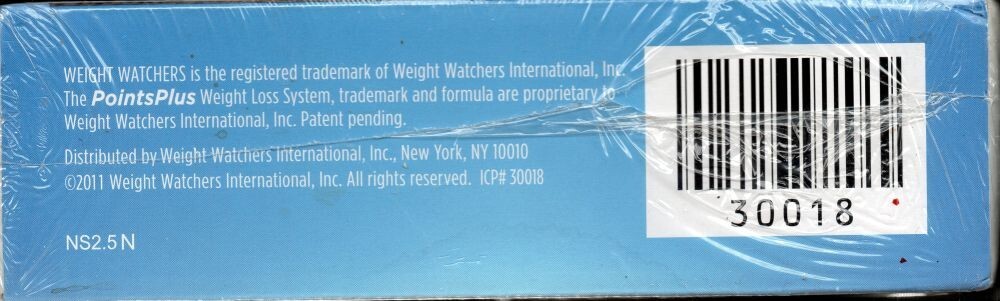 WEIGHT WATCHERS is the registered trademark of Weight Watchers International, Inc.
The PointsPlus Weight Loss System, trademark and formula are proprietary to
Weight Watchers International, Inc. Patent pending.
Distributed by Weight Watchers International, Inc., New York, NY 10010
©2011 Weight Watchers International, Inc. All rights reserved. ICP# 30018
NS2.5 N
30018